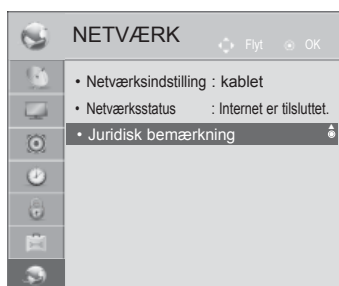 NETVÆRK Flyt OK
• Netværksindstilling : kablet
• Netværksstatus : Internet er tilsluttet.
• Juridisk bemærkning